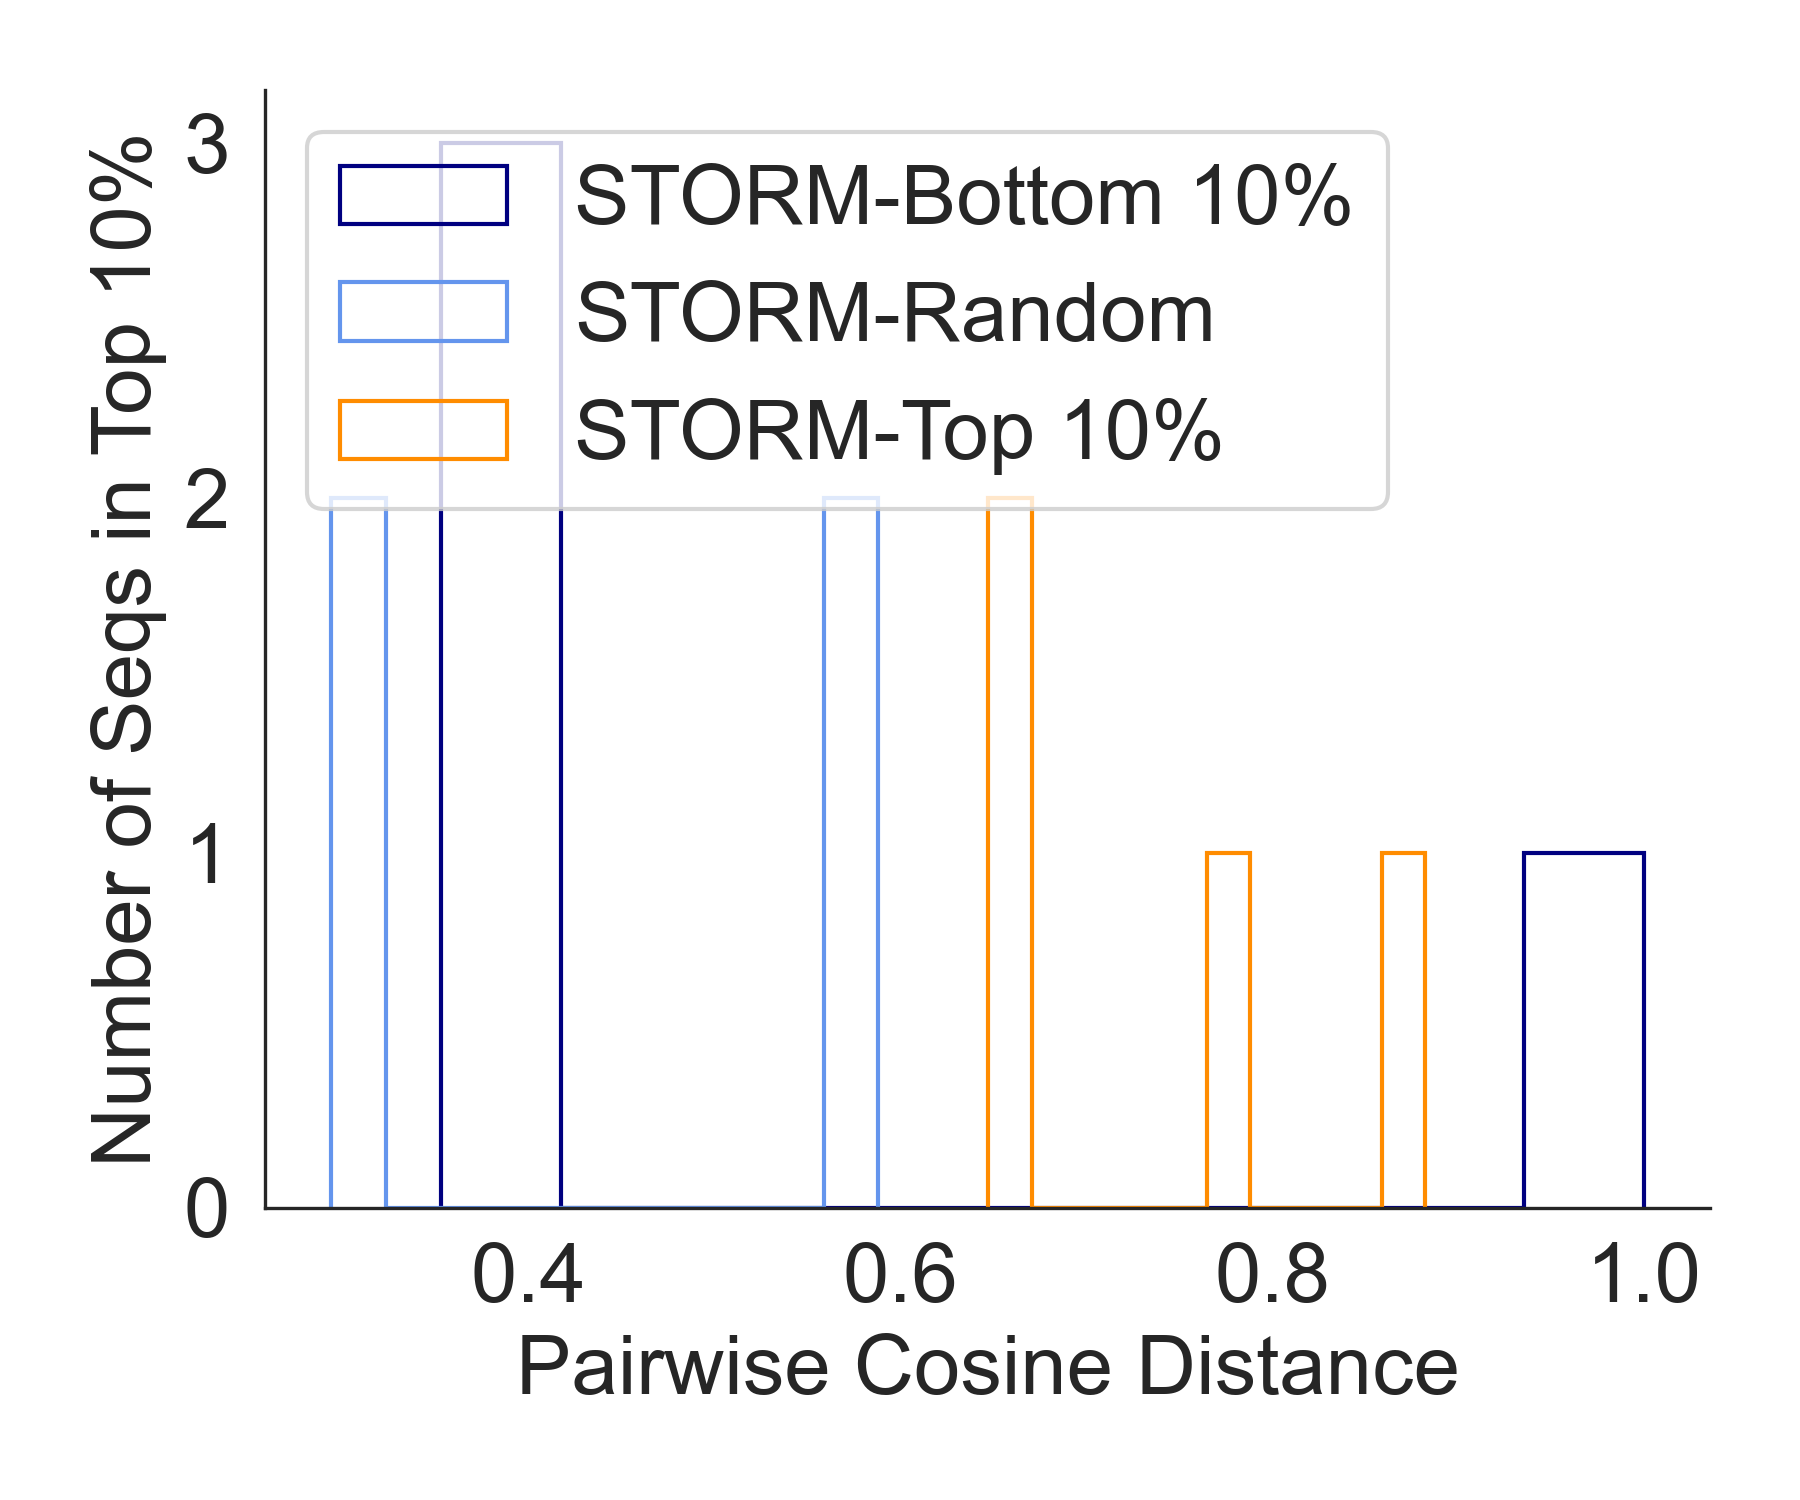 Number of Seqs in Top 10%
3
2
1
0
STORM-Bottom 10%
STORM-Random
STORM-Top 10%
0.4 0.6 0.8 1.0
Pairwise Cosine Distance